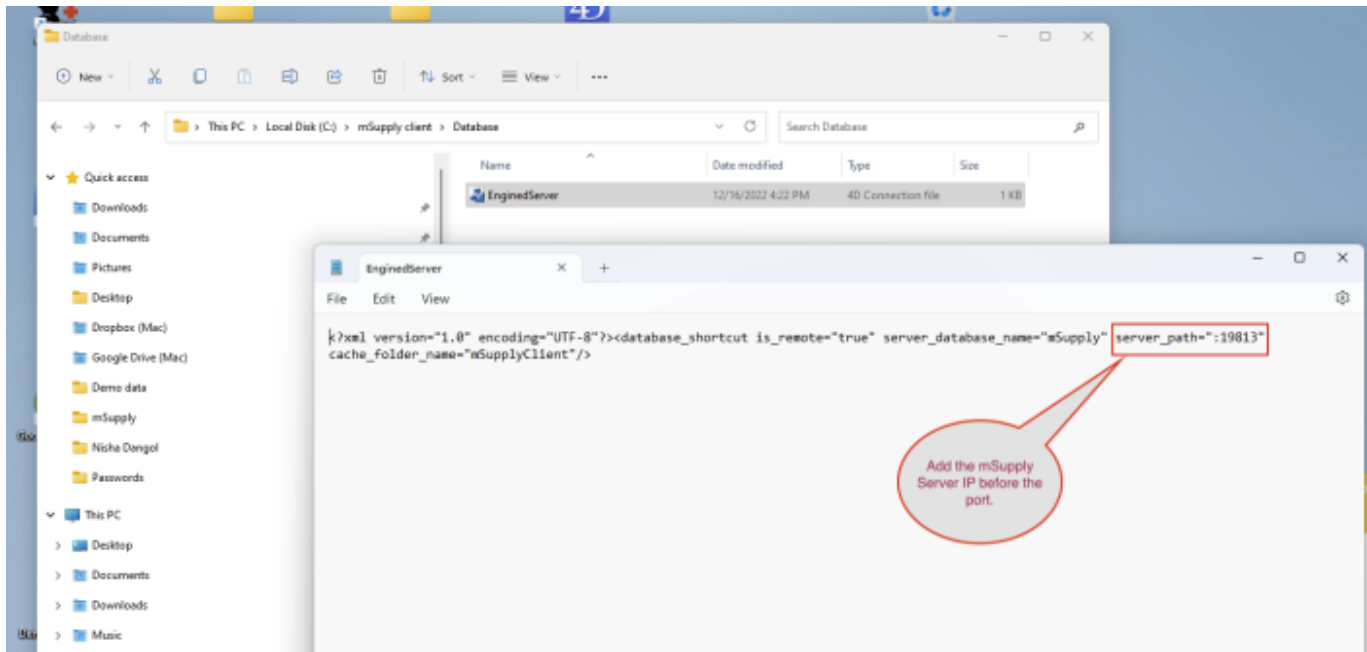 Database
New
Sort
View
This PC > Local Disk (C:) > mSupply client > Database
Search Database
Name
Date modified
Type
Size
Quick access
EnginedServer
12/16/2022 4:22 PM
4D Connection file
1 KB
Downloads
Documents
Pictures
Desktop
Dropbox (Mac)
Google Drive (Mac)
Demo data
mSupply
Nisha Dangol
Passwords
This PC
Desktop
Documents
Downloads
Music
EnginedServer
File Edit View
<?xml version="1.0" encoding="UTF-8"?><database_shortcut is_remote="true" server_database_name="mSupply" server_path=":19813"
cache_folder_name="mSupplyClient"/>
Add the mSupply
Server IP before the
port.